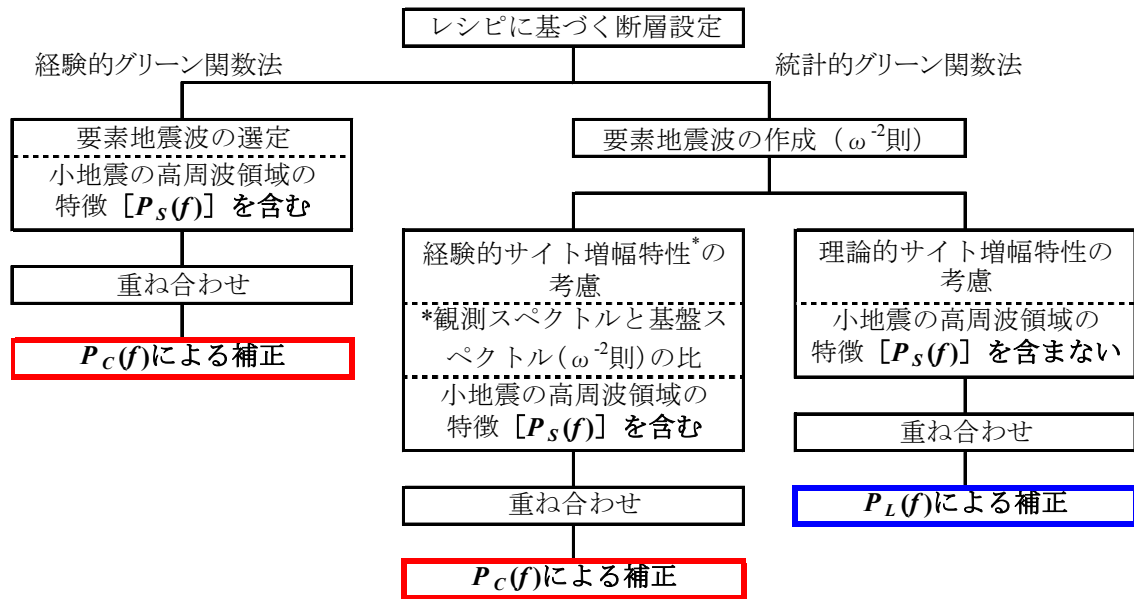 レシピに基づく断層設定
経験的グリーン関数法
統計的グリーン関数法
要素地震波の選定
小地震の高周波領域の
特徴［P_S(f)］を含む
重ね合わせ
P_C(f)による補正
要素地震波の作成（ω^-2則）
経験的サイト増幅特性*の
考慮
*観測スペクトルと基盤ス
ペクトル(ω^-2則)の比
小地震の高周波領域の
特徴［P_S(f)］を含む
重ね合わせ
P_C(f)による補正
理論的サイト増幅特性の
考慮
小地震の高周波領域の
特徴［P_S(f)］を含まない
重ね合わせ
P_L(f)による補正